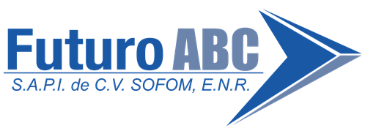 Futuro ABC
S.A.P.I. de C.V. SOFOM, E.N.R.